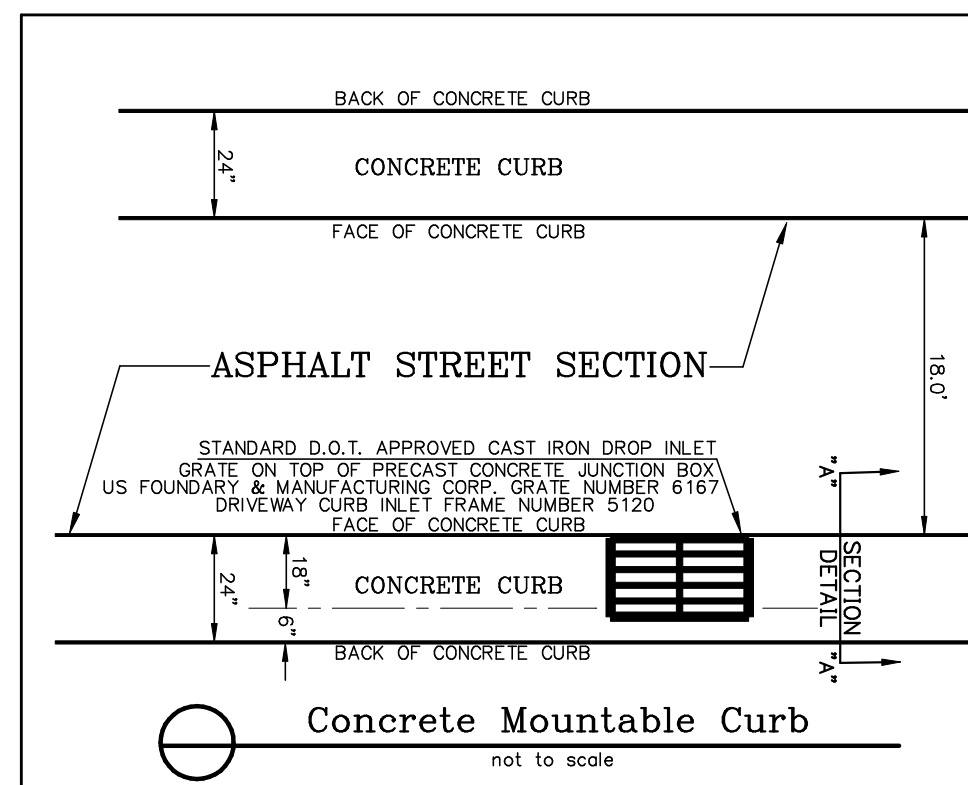 BACK OF CONCRETE CURB
24"
CONCRETE CURB
FACE OF CONCRETE CURB
ASPHALT STREET SECTION
18.0'
STANDARD D.O.T. APPROVED CAST IRON DROP INLET
GRATE ON TOP OF PRECAST CONCRETE JUNCTION BOX
US FOUNDARY & MANUFACTURING CORP. GRATE NUMBER 6167
DRIVEWAY CURB INLET FRAME NUMBER 5120
FACE OF CONCRETE CURB
"A"
24"
18"
6"
CONCRETE CURB
SECTION
DETAIL
"A"
BACK OF CONCRETE CURB
Concrete Mountable Curb
not to scale